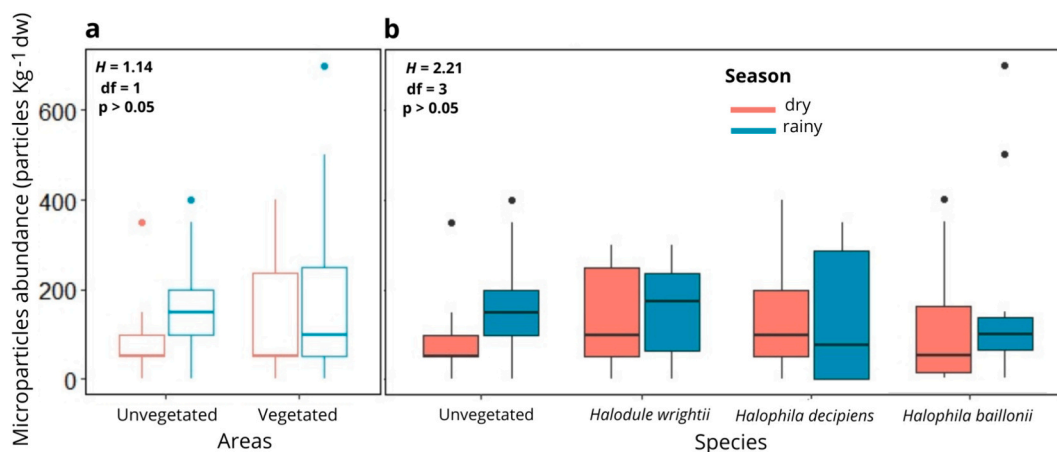 Microparticles abundance (particles Kg⁻¹ dw)
a
H = 1.14
df = 1
p > 0.05
600
400
200
0
Unvegetated Vegetated
Areas
b
H = 2.21
df = 3
p > 0.05
Season
dry
rainy
Unvegetated Halodule wrightii Halophila decipiens Halophila baillonii
Species